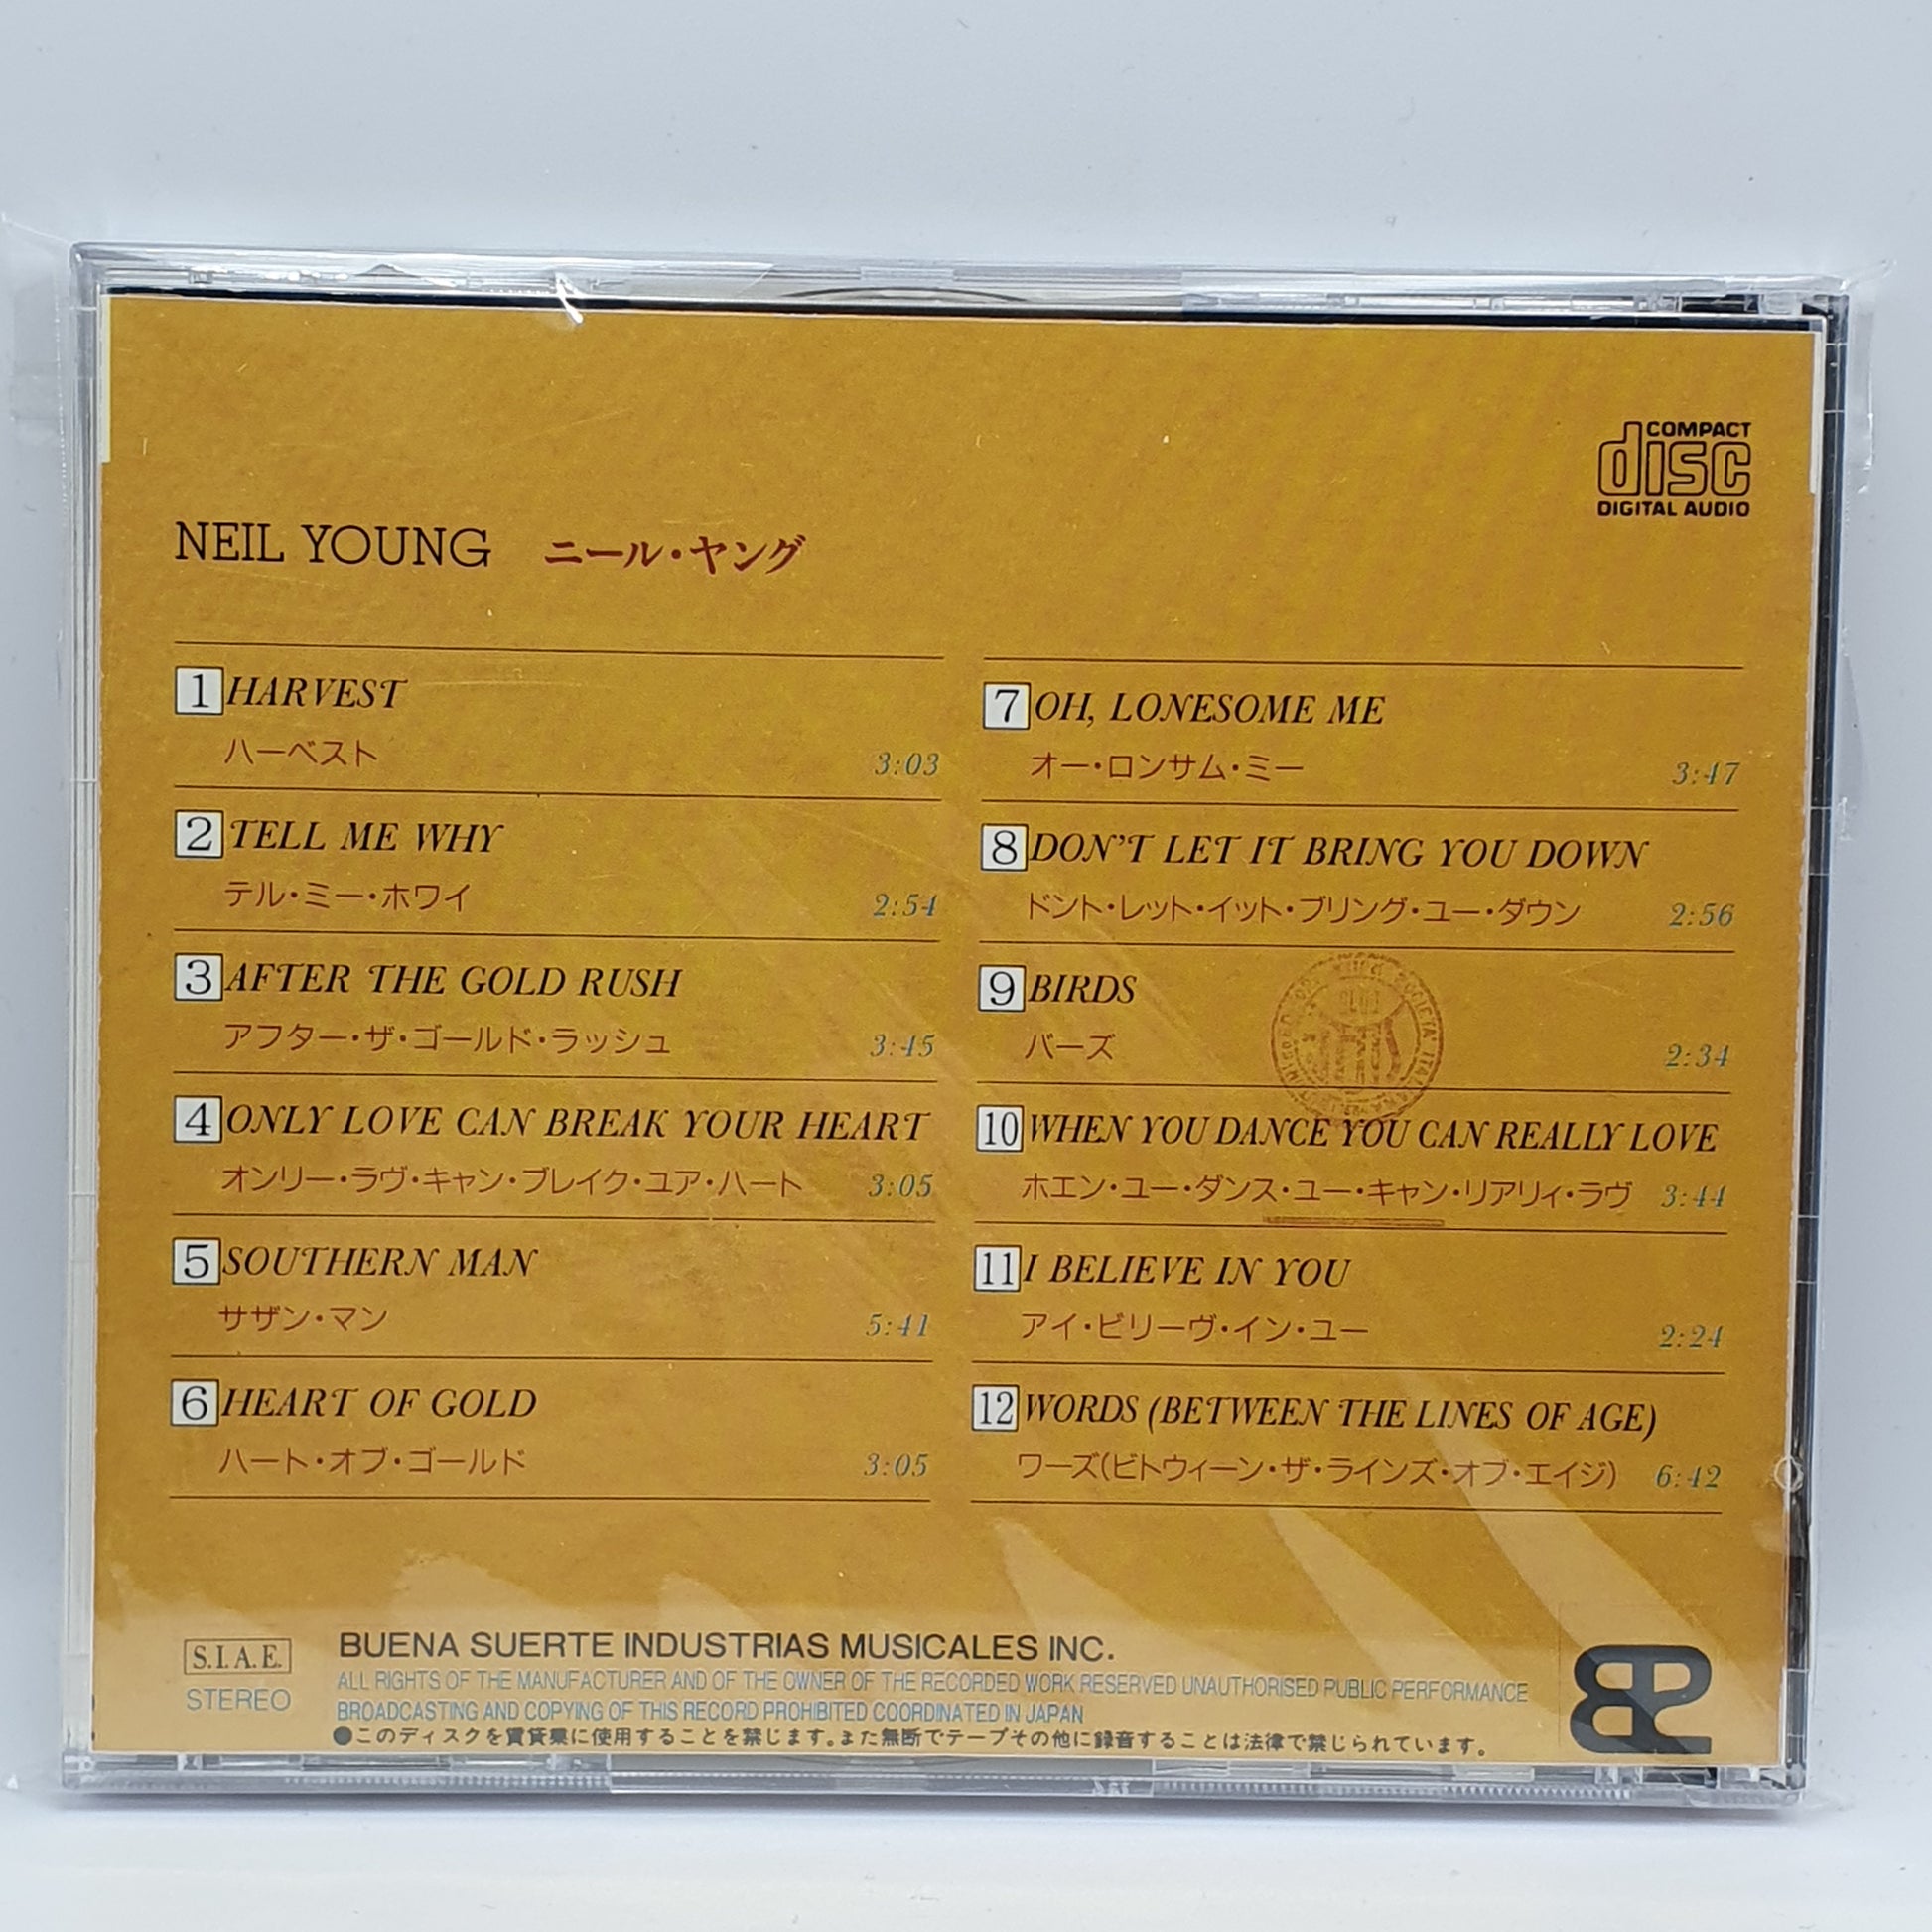 COMPACT
disc
DIGITAL AUDIO
NEIL YOUNG ニール・ヤング
1 HARVEST
ハーベスト 3:03
2 TELL ME WHY
テル・ミー・ホワイ 2:54
3 AFTER THE GOLD RUSH
アフター・ザ・ゴールド・ラッシュ 3:45
4 ONLY LOVE CAN BREAK YOUR HEART
オンリー・ラヴ・キャン・ブレイク・ユア・ハート 3:05
5 SOUTHERN MAN
サザン・マン 5:41
6 HEART OF GOLD
ハート・オブ・ゴールド 3:05
7 OH, LONESOME ME
オー・ロンサム・ミー 3:47
8 DON'T LET IT BRING YOU DOWN
ドント・レット・イット・ブリング・ユー・ダウン 2:56
9 BIRDS
バーズ 2:34
10 WHEN YOU DANCE YOU CAN REALLY LOVE
ホエン・ユー・ダンス・ユー・キャン・リアリィ・ラヴ 3:44
11 I BELIEVE IN YOU
アイ・ビリーヴ・イン・ユー 2:24
12 WORDS (BETWEEN THE LINES OF AGE)
ワーズ(ビトウィーン・ザ・ラインズ・オブ・エイジ) 6:42
S.I.A.E.
STEREO
BUENA SUERTE INDUSTRIAS MUSICALES INC.
ALL RIGHTS OF THE MANUFACTURER AND OF THE OWNER OF THE RECORDED WORK RESERVED UNAUTHORISED PUBLIC PERFORMANCE
BROADCASTING AND COPYING OF THIS RECORD PROHIBITED COORDINATED IN JAPAN
●このディスクを賃貸業に使用することを禁じます。また無断でテープその他に録音することは法律で禁じられています。